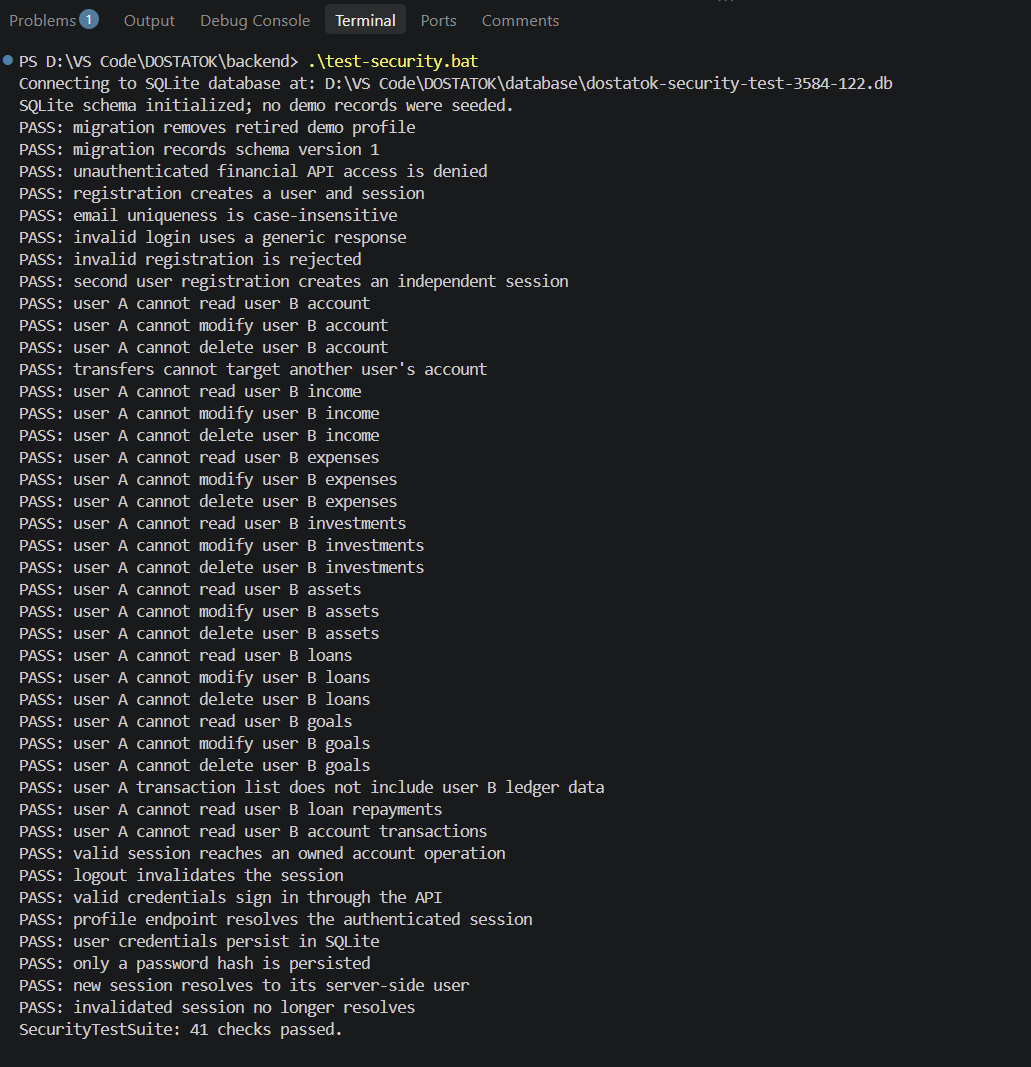 Problems 1 Output Debug Console Terminal Ports Comments
PS D:\VS Code\DOSTATOK\backend> .\test-security.bat
Connecting to SQLite database at: D:\VS Code\DOSTATOK\database\dostatok-security-test-3584-122.db
SQLite schema initialized; no demo records were seeded.
PASS: migration removes retired demo profile
PASS: migration records schema version 1
PASS: unauthenticated financial API access is denied
PASS: registration creates a user and session
PASS: email uniqueness is case-insensitive
PASS: invalid login uses a generic response
PASS: invalid registration is rejected
PASS: second user registration creates an independent session
PASS: user A cannot read user B account
PASS: user A cannot modify user B account
PASS: user A cannot delete user B account
PASS: transfers cannot target another user's account
PASS: user A cannot read user B income
PASS: user A cannot modify user B income
PASS: user A cannot delete user B income
PASS: user A cannot read user B expenses
PASS: user A cannot modify user B expenses
PASS: user A cannot delete user B expenses
PASS: user A cannot read user B investments
PASS: user A cannot modify user B investments
PASS: user A cannot delete user B investments
PASS: user A cannot read user B assets
PASS: user A cannot modify user B assets
PASS: user A cannot delete user B assets
PASS: user A cannot read user B loans
PASS: user A cannot modify user B loans
PASS: user A cannot delete user B loans
PASS: user A cannot read user B goals
PASS: user A cannot modify user B goals
PASS: user A cannot delete user B goals
PASS: user A transaction list does not include user B ledger data
PASS: user A cannot read user B loan repayments
PASS: user A cannot read user B account transactions
PASS: valid session reaches an owned account operation
PASS: logout invalidates the session
PASS: valid credentials sign in through the API
PASS: profile endpoint resolves the authenticated session
PASS: user credentials persist in SQLite
PASS: only a password hash is persisted
PASS: new session resolves to its server-side user
PASS: invalidated session no longer resolves
SecurityTestSuite: 41 checks passed.